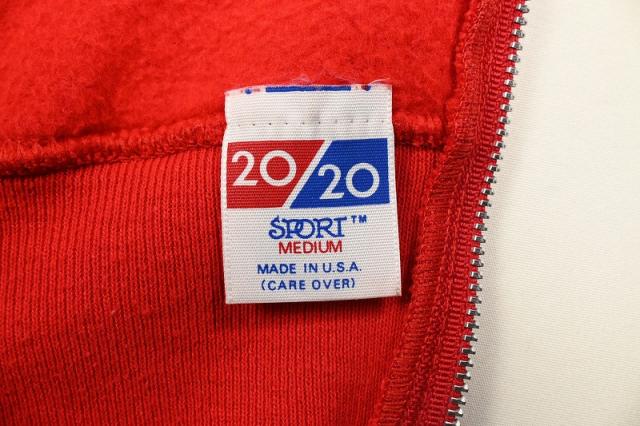 20/20
SPORT™
MEDIUM
MADE IN U.S.A.
(CARE OVER)